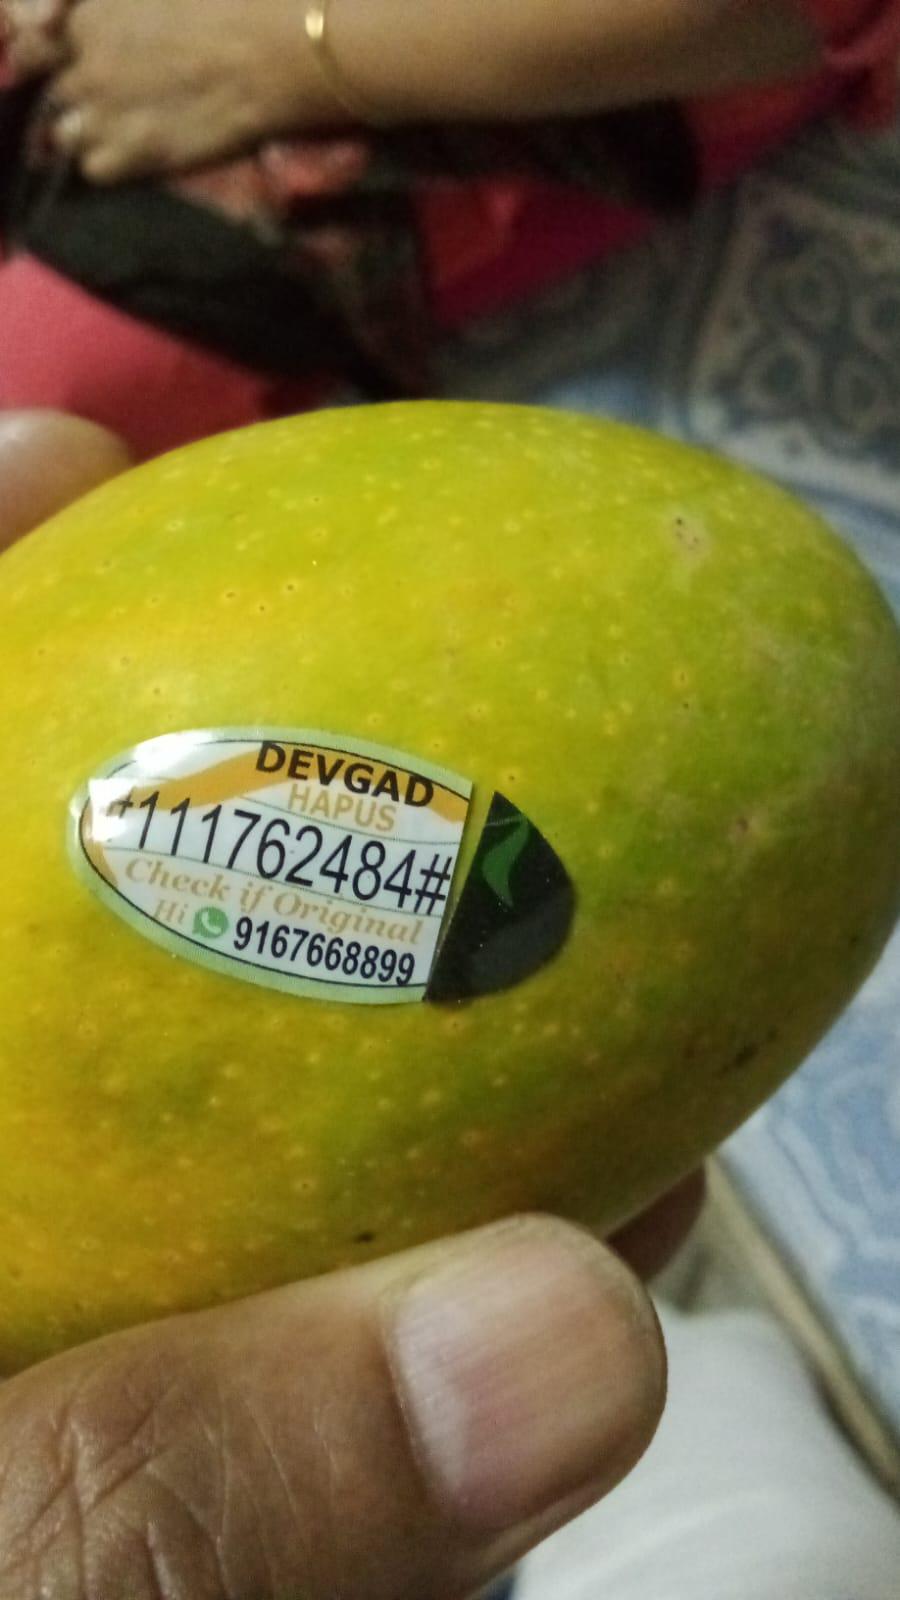 DEVGAD
HAPUS
#111762484#
Check if Original
Hi 9167668899